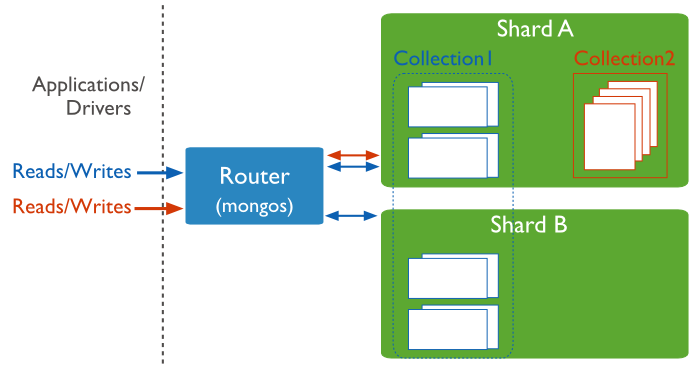 Applications/
Drivers
Reads/Writes
Reads/Writes
Router
(mongos)
Shard A
Collection1
Collection2
Shard B